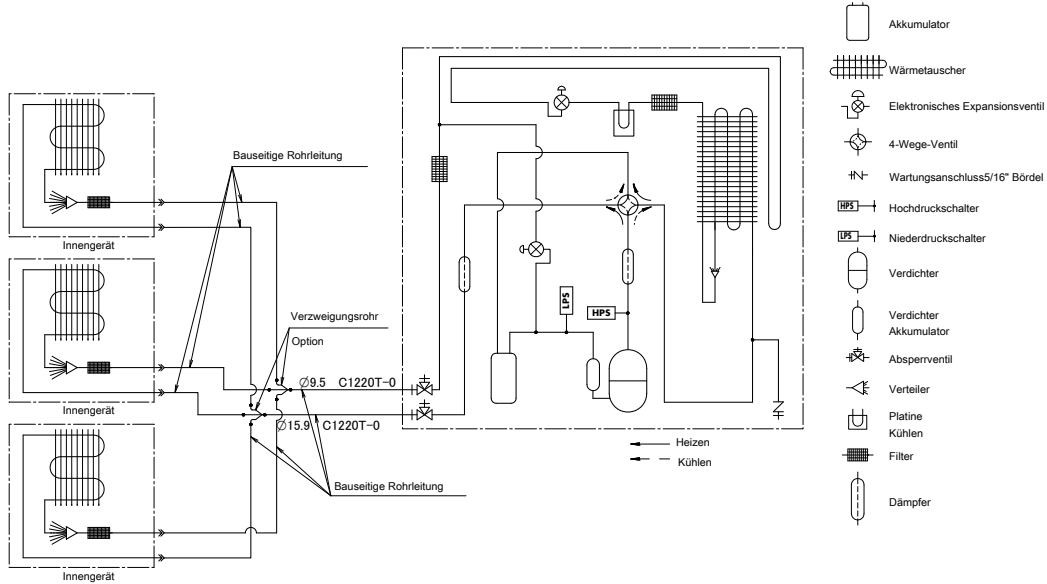 Innengerät
Innengerät
Innengerät
Bauseitige Rohrleitung
Verzweigungsrohr
Option
∅9.5 C1220T-0
∅15.9 C1220T-0
Bauseitige Rohrleitung
LPS
HPS
Heizen
Kühlen
Akkumulator
Wärmetauscher
Elektronisches Expansionsventil
4-Wege-Ventil
Wartungsanschluss5/16" Bördel
HPS
Hochdruckschalter
LPS
Niederdruckschalter
Verdichter
Verdichter
Akkumulator
Absperrventil
Verteiler
Platine
Kühlen
Filter
Dämpfer